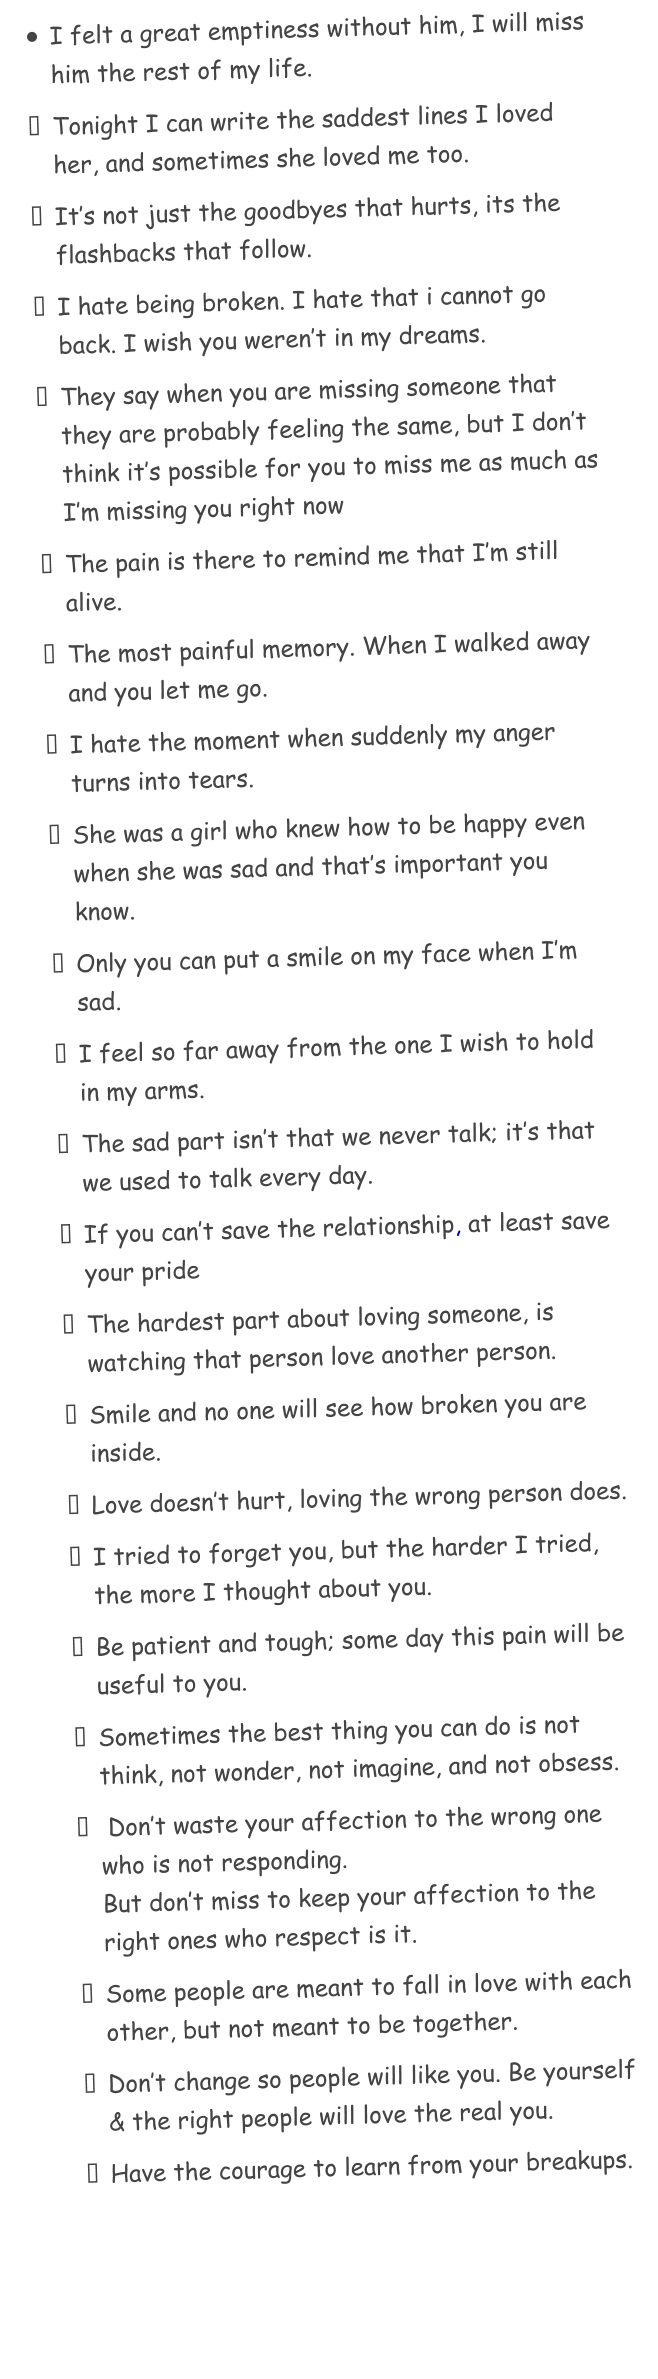 • I felt a great emptiness without him, I will miss
him the rest of my life.
▯ Tonight I can write the saddest lines I loved
her, and sometimes she loved me too.
▯ It's not just the goodbyes that hurts, its the
flashbacks that follow.
▯ I hate being broken. I hate that i cannot go
back. I wish you weren't in my dreams.
▯ They say when you are missing someone that
they are probably feeling the same, but I don't
think it's possible for you to miss me as much as
I'm missing you right now
▯ The pain is there to remind me that I'm still
alive.
▯ The most painful memory. When I walked away
and you let me go.
▯ I hate the moment when suddenly my anger
turns into tears.
▯ She was a girl who knew how to be happy even
when she was sad and that's important you
know.
▯ Only you can put a smile on my face when I'm
sad.
▯ I feel so far away from the one I wish to hold
in my arms.
▯ The sad part isn't that we never talk; it's that
we used to talk every day.
▯ If you can't save the relationship, at least save
your pride
▯ The hardest part about loving someone, is
watching that person love another person.
▯ Smile and no one will see how broken you are
inside.
▯ Love doesn't hurt, loving the wrong person does.
▯ I tried to forget you, but the harder I tried,
the more I thought about you.
▯ Be patient and tough; some day this pain will be
useful to you.
▯ Sometimes the best thing you can do is not
think, not wonder, not imagine, and not obsess.
▯ Don't waste your affection to the wrong one
who is not responding.
But don't miss to keep your affection to the
right ones who respect is it.
▯ Some people are meant to fall in love with each
other, but not meant to be together.
▯ Don't change so people will like you. Be yourself
& the right people will love the real you.
▯ Have the courage to learn from your breakups.